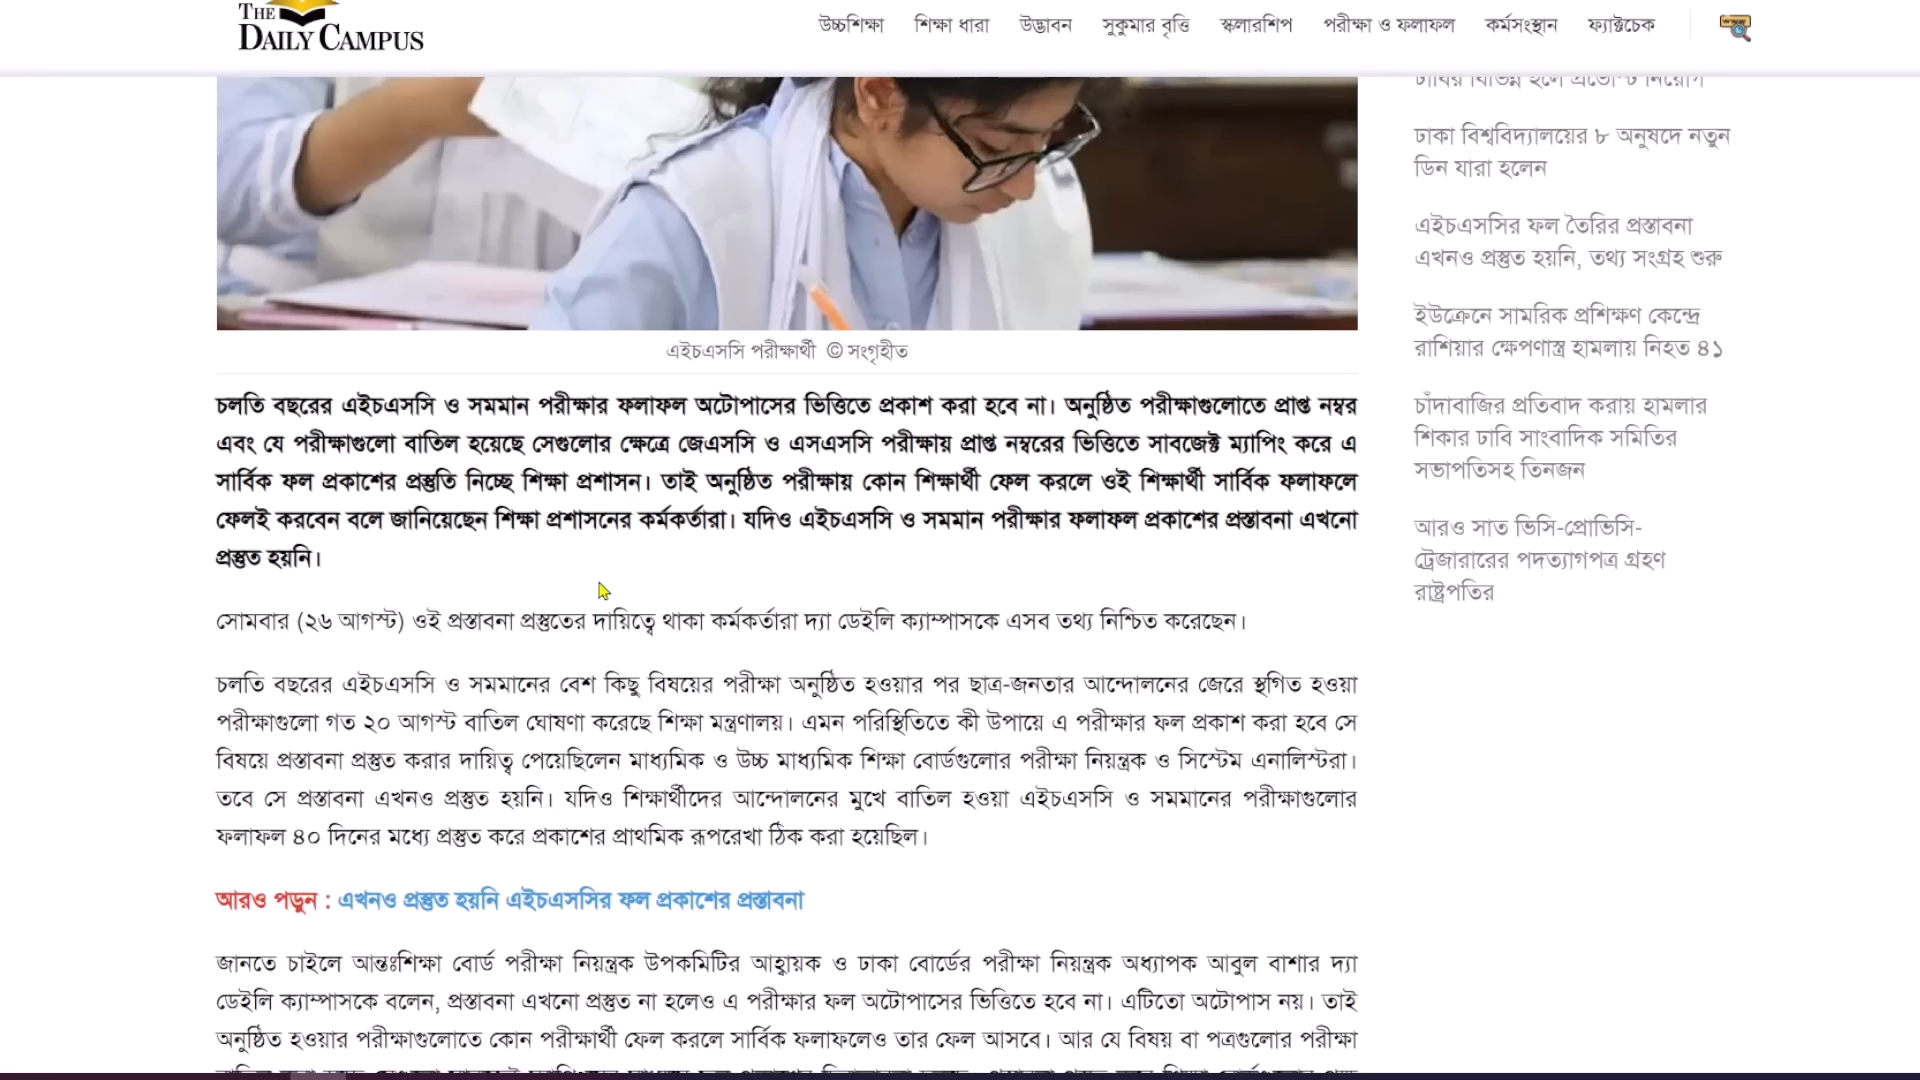 THE
DAILY CAMPUS
উচ্চশিক্ষা শিক্ষা ধারা উদ্ভাবন সুকুমার বৃত্তি স্কলারশিপ পরীক্ষা ও ফলাফল কর্মসংস্থান ফ্যাক্টচেক
এইচএসসি পরীক্ষার্থী © সংগৃহীত
চলতি বছরের এইচএসসি ও সমমান পরীক্ষার ফলাফল অটোপাসের ভিত্তিতে প্রকাশ করা হবে না। অনুষ্ঠিত পরীক্ষাগুলোতে প্রাপ্ত নম্বর
এবং যে পরীক্ষাগুলো বাতিল হয়েছে সেগুলোর ক্ষেত্রে জেএসসি ও এসএসসি পরীক্ষায় প্রাপ্ত নম্বরের ভিত্তিতে সাবজেক্ট ম্যাপিং করে এ
সার্বিক ফল প্রকাশের প্রস্তুতি নিচ্ছে শিক্ষা প্রশাসন। তাই অনুষ্ঠিত পরীক্ষায় কোন শিক্ষার্থী ফেল করলে ওই শিক্ষার্থী সার্বিক ফলাফলে
ফেলই করবেন বলে জানিয়েছেন শিক্ষা প্রশাসনের কর্মকর্তারা। যদিও এইচএসসি ও সমমান পরীক্ষার ফলাফল প্রকাশের প্রস্তাবনা এখনো
প্রস্তুত হয়নি।
সোমবার (২৬ আগস্ট) ওই প্রস্তাবনা প্রস্তুতের দায়িত্বে থাকা কর্মকর্তারা দ্যা ডেইলি ক্যাম্পাসকে এসব তথ্য নিশ্চিত করেছেন।
চলতি বছরের এইচএসসি ও সমমানের বেশ কিছু বিষয়ের পরীক্ষা অনুষ্ঠিত হওয়ার পর ছাত্র-জনতার আন্দোলনের জেরে স্থগিত হওয়া
পরীক্ষাগুলো গত ২০ আগস্ট বাতিল ঘোষণা করেছে শিক্ষা মন্ত্রণালয়। এমন পরিস্থিতিতে কী উপায়ে এ পরীক্ষার ফল প্রকাশ করা হবে সে
বিষয়ে প্রস্তাবনা প্রস্তুত করার দায়িত্ব পেয়েছিলেন মাধ্যমিক ও উচ্চ মাধ্যমিক শিক্ষা বোর্ডগুলোর পরীক্ষা নিয়ন্ত্রক ও সিস্টেম এনালিস্টরা।
তবে সে প্রস্তাবনা এখনও প্রস্তুত হয়নি। যদিও শিক্ষার্থীদের আন্দোলনের মুখে বাতিল হওয়া এইচএসসি ও সমমানের পরীক্ষাগুলোর
ফলাফল ৪০ দিনের মধ্যে প্রস্তুত করে প্রকাশের প্রাথমিক রূপরেখা ঠিক করা হয়েছিল।
আরও পড়ুন : এখনও প্রস্তুত হয়নি এইচএসসির ফল প্রকাশের প্রস্তাবনা
জানতে চাইলে আন্তঃশিক্ষা বোর্ড পরীক্ষা নিয়ন্ত্রক উপকমিটির আহ্বায়ক ও ঢাকা বোর্ডের পরীক্ষা নিয়ন্ত্রক অধ্যাপক আবুল বাশার দ্যা
ডেইলি ক্যাম্পাসকে বলেন, প্রস্তাবনা এখনো প্রস্তুত না হলেও এ পরীক্ষার ফল অটোপাসের ভিত্তিতে হবে না। এটিতো অটোপাস নয়। তাই
অনুষ্ঠিত হওয়ার পরীক্ষাগুলোতে কোন পরীক্ষার্থী ফেল করলে সার্বিক ফলাফলেও তার ফেল আসবে। আর যে বিষয় বা পত্রগুলোর পরীক্ষা
ঢাকা বিশ্ববিদ্যালয়ের ৮ অনুষদে নতুন
ডিন যারা হলেন
এইচএসসির ফল তৈরির প্রস্তাবনা
এখনও প্রস্তুত হয়নি, তথ্য সংগ্রহ শুরু
ইউক্রেনে সামরিক প্রশিক্ষণ কেন্দ্রে
রাশিয়ার ক্ষেপণাস্ত্র হামলায় নিহত ৪১
চাঁদাবাজির প্রতিবাদ করায় হামলার
শিকার ঢাবি সাংবাদিক সমিতির
সভাপতিসহ তিনজন
আরও সাত ভিসি-প্রোভিসি-
ট্রেজারারের পদত্যাগপত্র গ্রহণ
রাষ্ট্রপতির